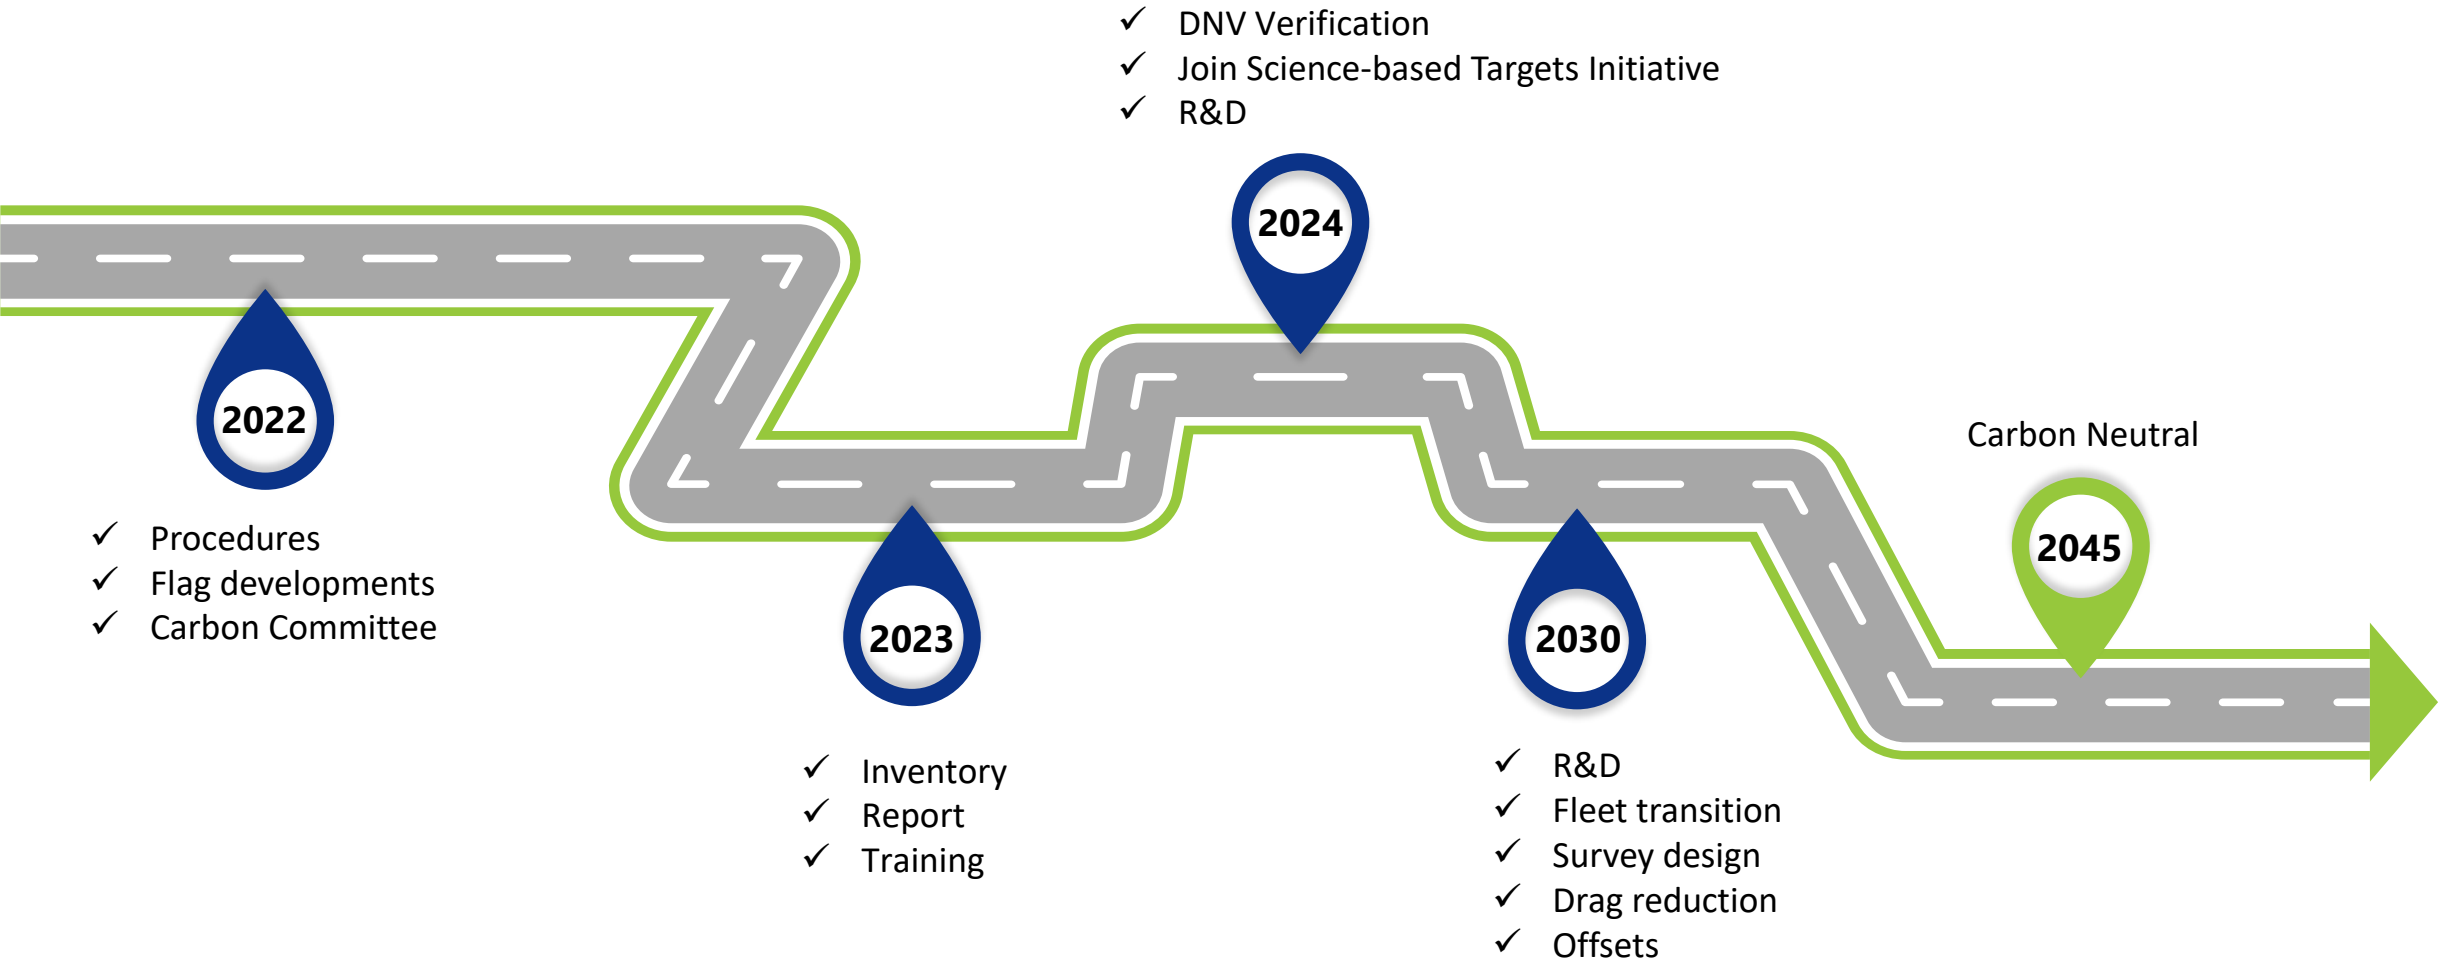 2022
✓ Procedures
✓ Flag developments
✓ Carbon Committee
2023
✓ Inventory
✓ Report
✓ Training
✓ DNV Verification
✓ Join Science-based Targets Initiative
✓ R&D
2024
2030
✓ R&D
✓ Fleet transition
✓ Survey design
✓ Drag reduction
✓ Offsets
Carbon Neutral
2045